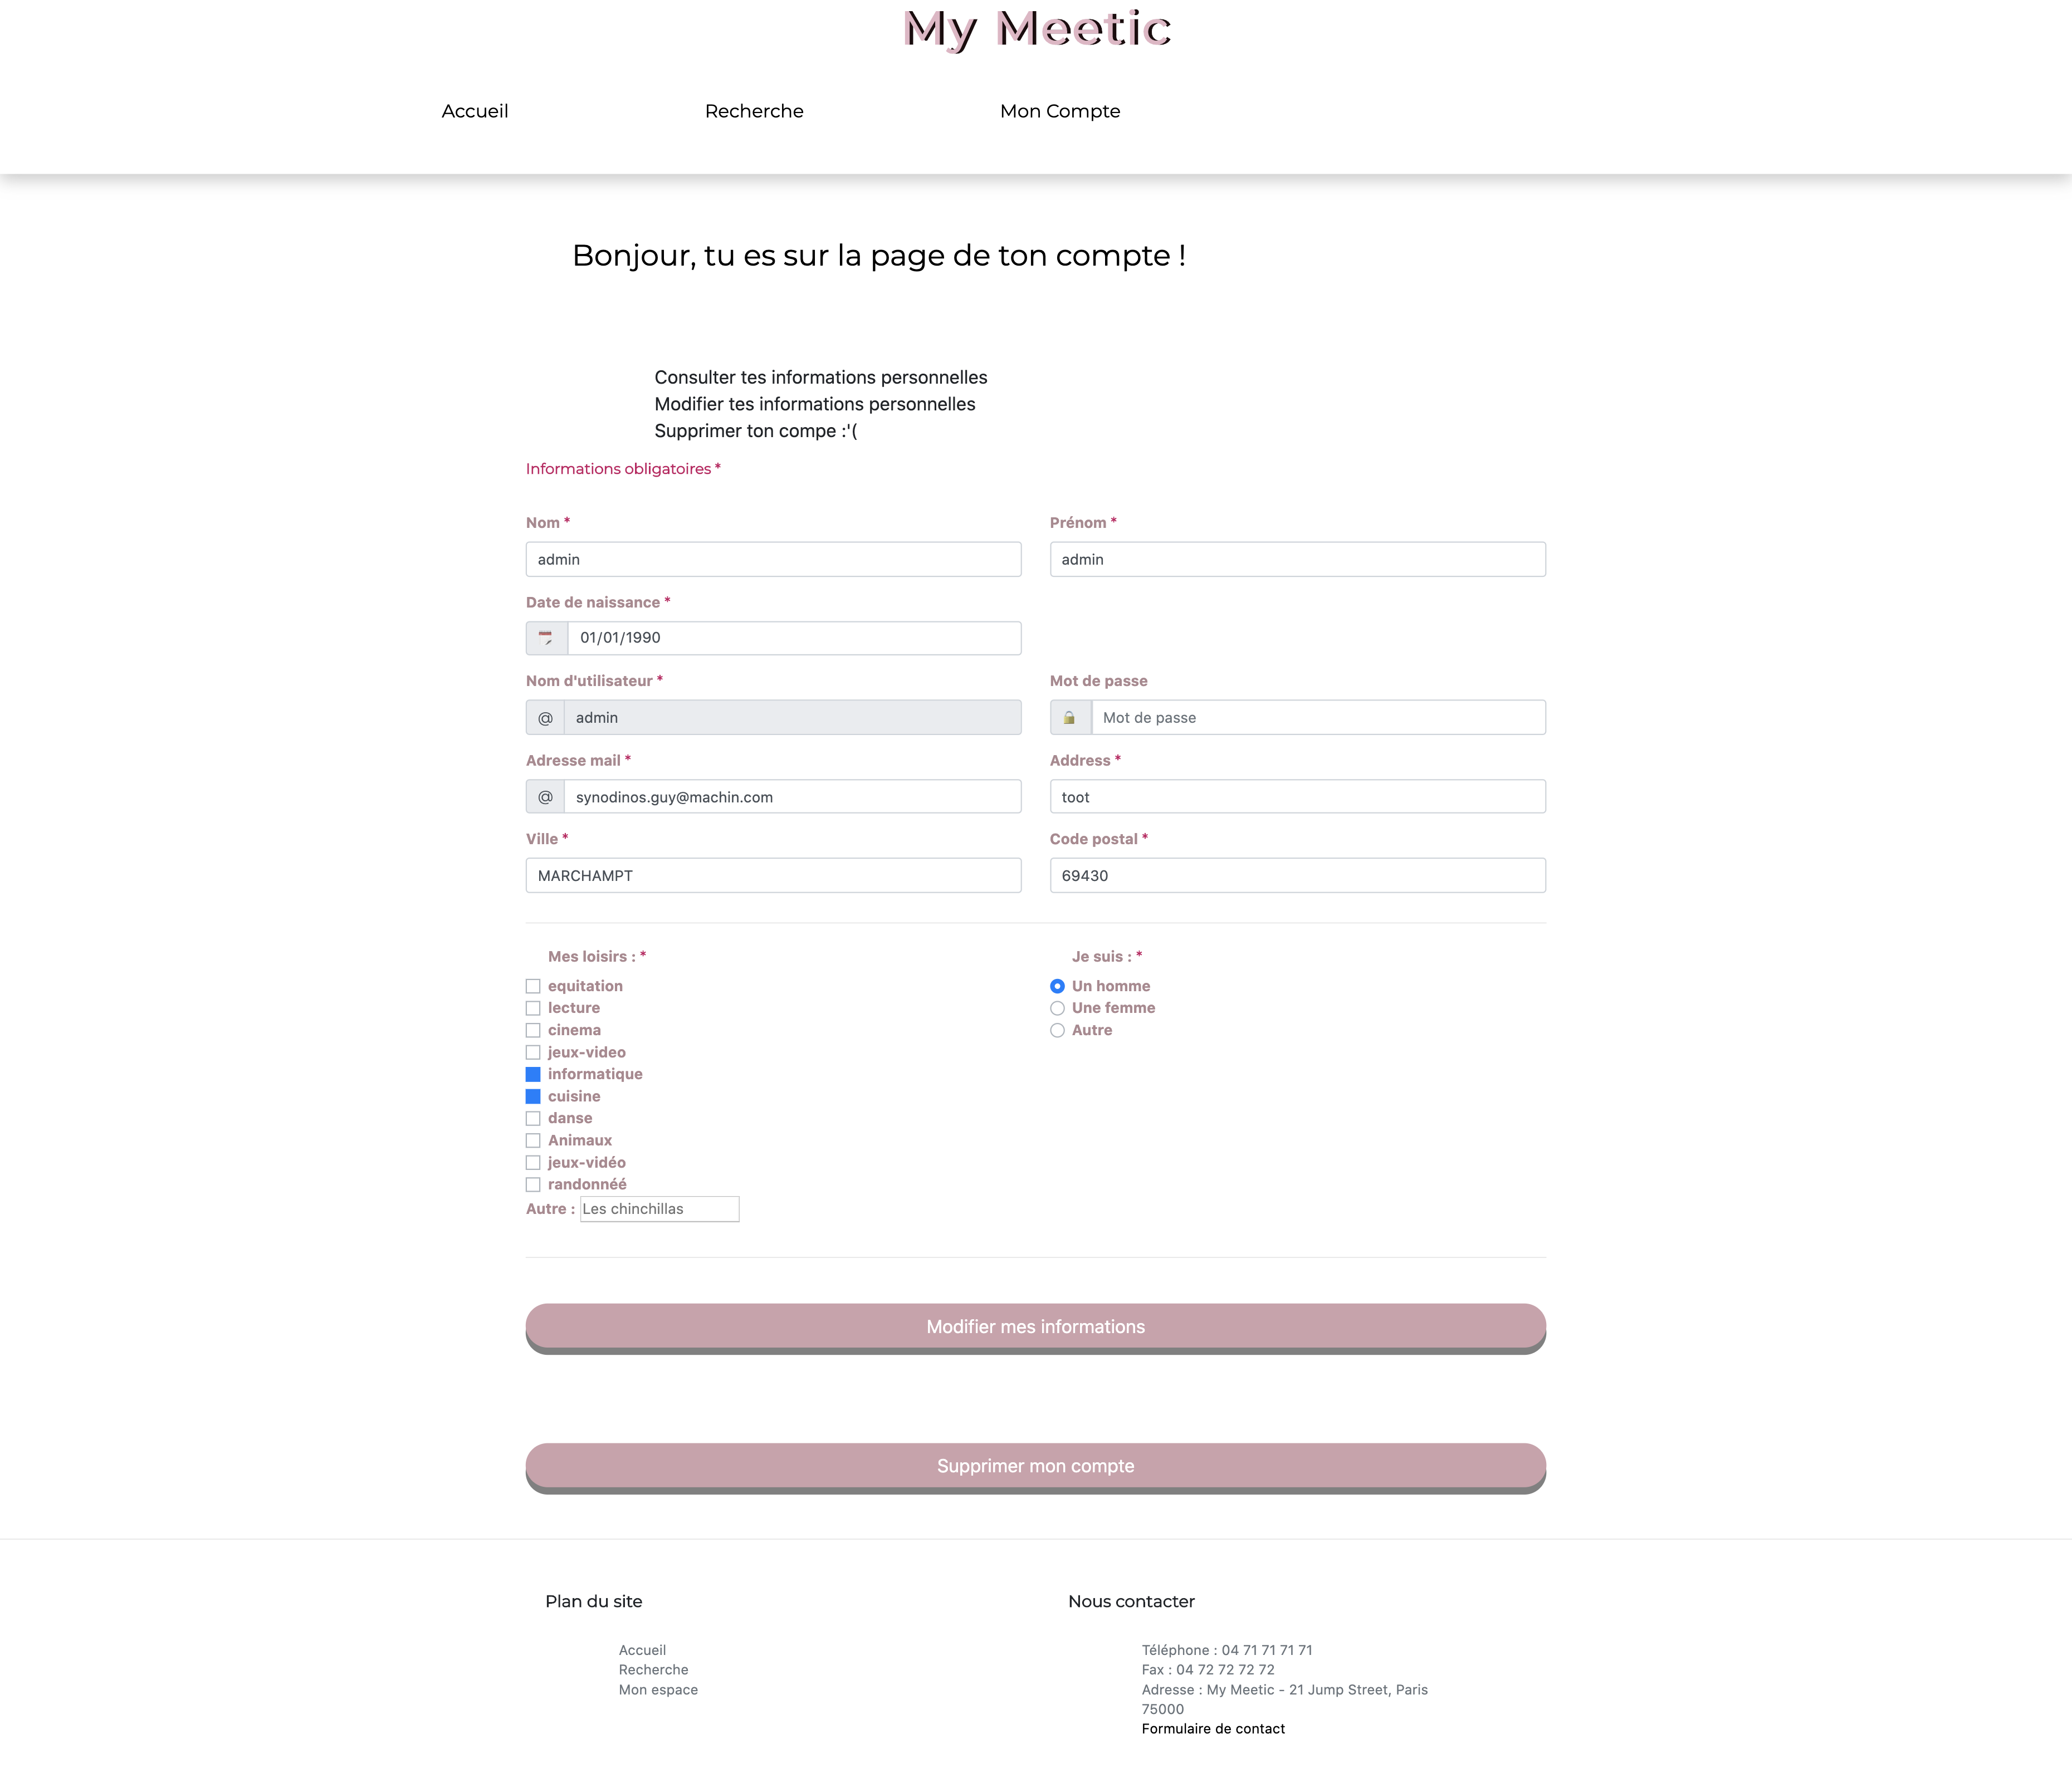 My Meetic
Accueil Recherche Mon Compte
Bonjour, tu es sur la page de ton compte !
Consulter tes informations personnelles
Modifier tes informations personnelles
Supprimer ton compe :'(
Informations obligatoires *
Nom * Prénom *
admin admin
Date de naissance *
01/01/1990
Nom d'utilisateur * Mot de passe
@ admin Mot de passe
Adresse mail * Address *
@ synodinos.guy@machin.com toot
Ville * Code postal *
MARCHAMPT 69430
Mes loisirs : *
equitation
lecture
cinema
jeux-video
informatique
cuisine
danse
Animaux
jeux-vidéo
randonnéé
Autre : Les chinchillas
Je suis : *
Un homme
Une femme
Autre
Modifier mes informations
Supprimer mon compte
Plan du site
Accueil
Recherche
Mon espace
Nous contacter
Téléphone : 04 71 71 71 71
Fax : 04 72 72 72 72
Adresse : My Meetic - 21 Jump Street, Paris
75000
Formulaire de contact